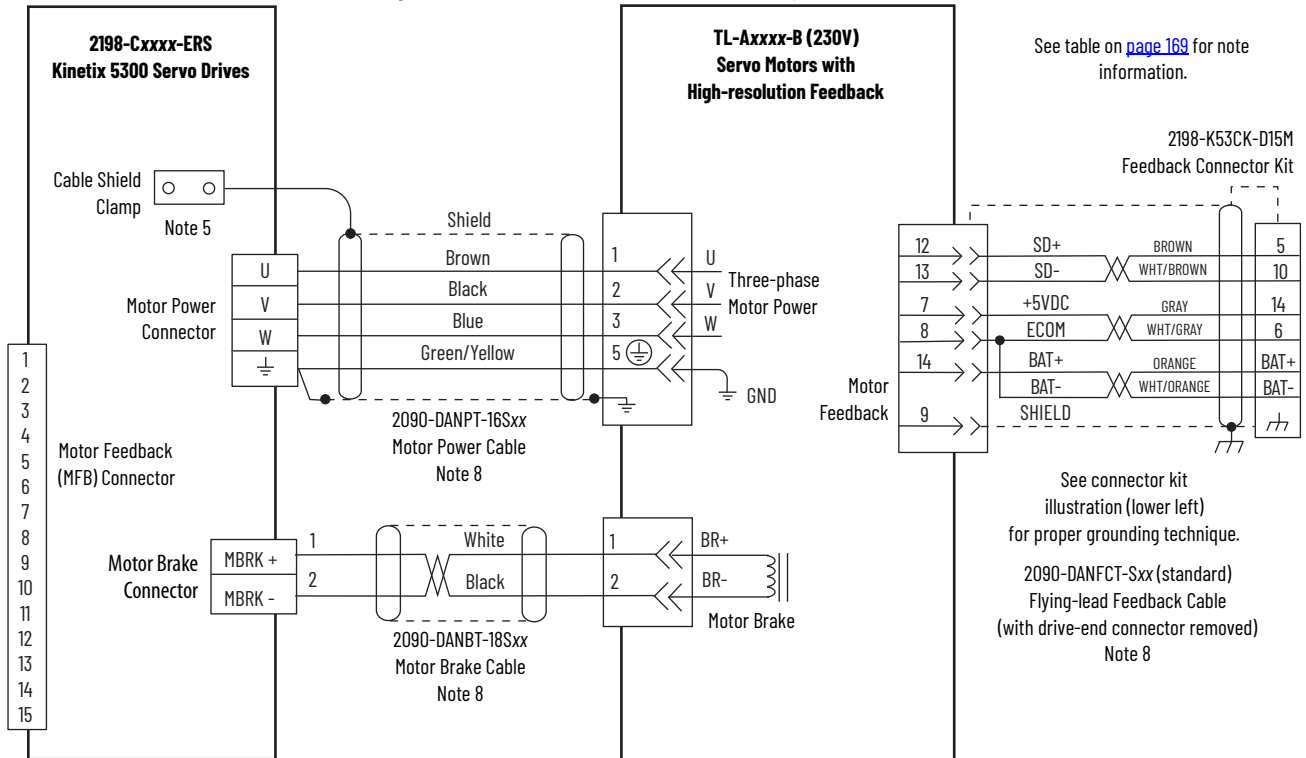 2198-Cxxxx-ERS
Kinetix 5300 Servo Drives
TL-Axxxx-B (230V)
Servo Motors with
High-resolution Feedback
See table on page 169 for note
information.
2198-K53CK-D15M
Feedback Connector Kit
Cable Shield
Clamp
Note 5
Motor Power
Connector
U
V
W
Shield
Brown
Black
Blue
Green/Yellow
1
2
3
5
U
V
W
Three-phase
Motor Power
GND
2090-DANPT-16Sxx
Motor Power Cable
Note 8
1
2
3
4
5
6
7
8
9
10
11
12
13
14
15
Motor Feedback
(MFB) Connector
Motor Brake
Connector
MBRK +
MBRK -
1
2
White
Black
1
2
BR+
BR-
Motor Brake
2090-DANBT-18Sxx
Motor Brake Cable
Note 8
Motor
Feedback
12 SD+ BROWN 5
13 SD- WHT/BROWN 10
7 +5VDC GRAY 14
8 ECOM WHT/GRAY 6
14 BAT+ ORANGE BAT+
BAT- WHT/ORANGE BAT-
9 SHIELD
See connector kit
illustration (lower left)
for proper grounding technique.
2090-DANFCT-Sxx (standard)
Flying-lead Feedback Cable
(with drive-end connector removed)
Note 8